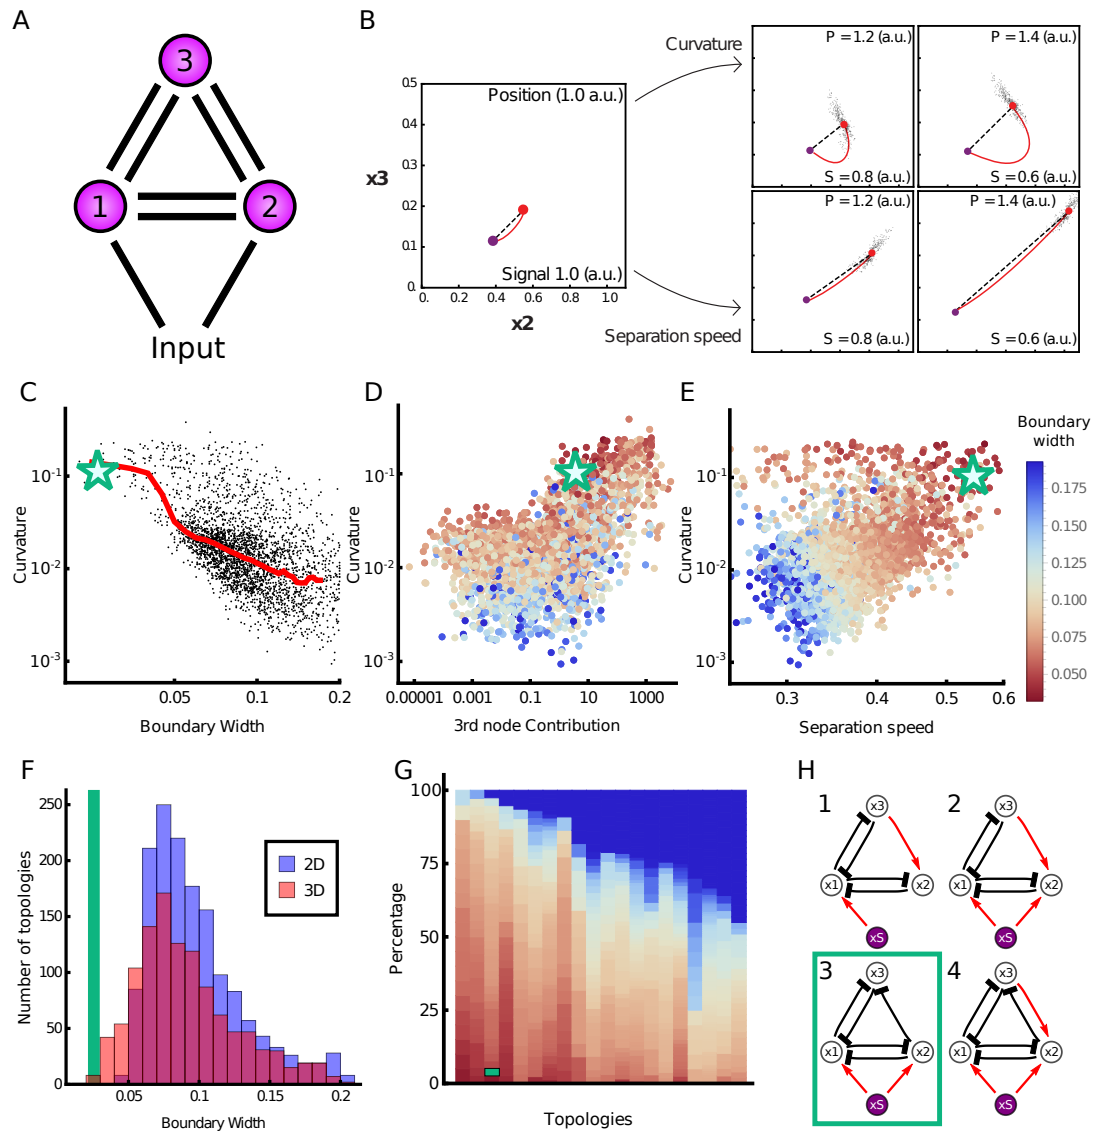 A
3
1
2
Input
B
Position (1.0 a.u.)
0.5
0.4
0.3
0.2
0.1
0.
x3
Signal 1.0 (a.u.)
0. 0.2 0.4 0.6 0.8 1.0
x2
Curvature
Separation speed
P = 1.2 (a.u.)
S = 0.8 (a.u.)
P = 1.4 (a.u.)
S = 0.6 (a.u.)
P = 1.2 (a.u.)
S = 0.8 (a.u.)
P = 1.4 (a.u.)
S = 0.6 (a.u.)
C
Curvature
10-1
10-2
10-3
0.05 0.1 0.2
Boundary Width
D
Curvature
10-1
10-2
10-3
0.00001 0.001 0.1 10 1000
3rd node Contribution
E
Curvature
10-1
10-2
10-3
0.3 0.4 0.5 0.6
Separation speed
Boundary
width
0.175
0.150
0.125
0.100
0.075
0.050
F
Number of topologies
250
200
150
100
50
0
2D
3D
0.05 0.1 0.15 0.2
Boundary Width
G
Percentage
100
75
50
25
0
Topologies
H
1
x3
x1
x2
xS
2
x3
x1
x2
xS
3
x3
x1
x2
xS
4
x3
x1
x2
xS